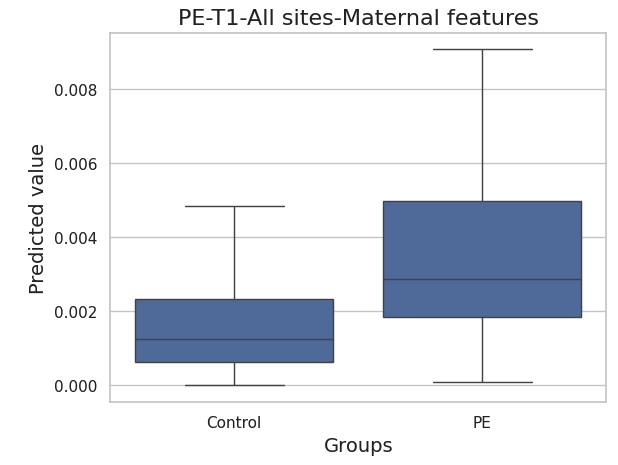 PE-T1-All sites-Maternal features
0.008
0.006
0.004
0.002
0.000
Predicted value
Control PE
Groups